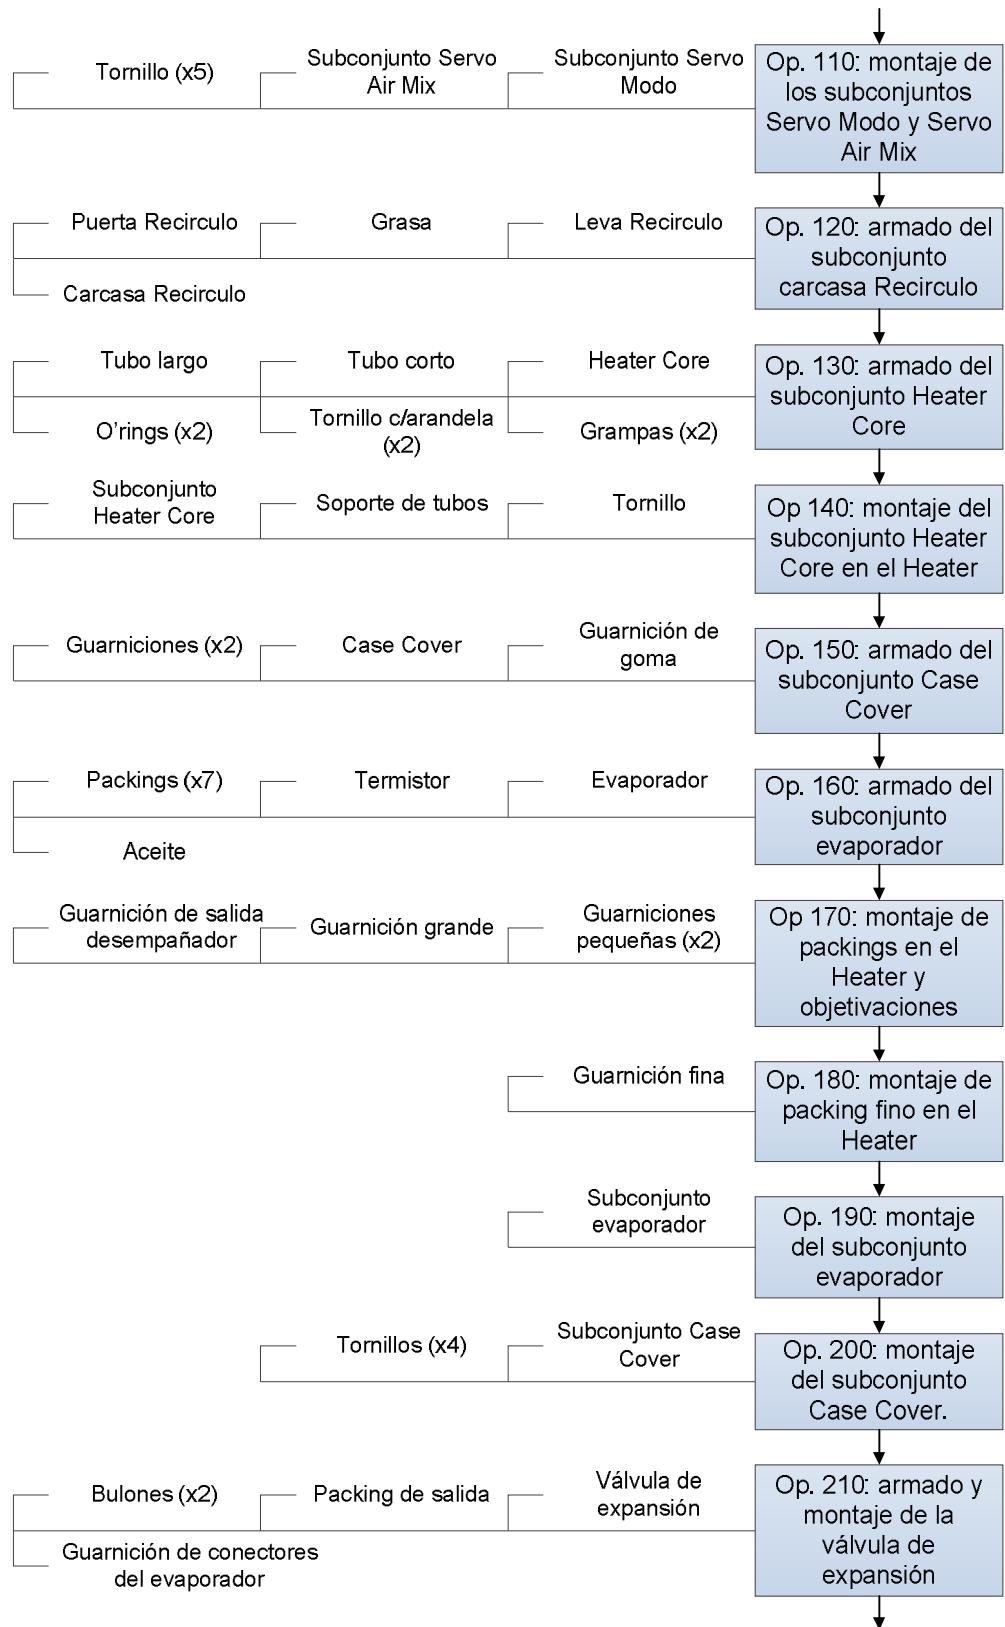 Tornillo (x5)
Subconjunto Servo
Air Mix
Subconjunto Servo
Modo
Op. 110: montaje de
los subconjuntos
Servo Modo y Servo
Air Mix
Puerta Recirculo
Grasa
Leva Recirculo
Carcasa Recirculo
Op. 120: armado del
subconjunto
carcasa Recirculo
Tubo largo
Tubo corto
Heater Core
O'rings (x2)
Tornillo c/arandela
(x2)
Grampas (x2)
Op. 130: armado del
subconjunto Heater
Core
Subconjunto
Heater Core
Soporte de tubos
Tornillo
Op 140: montaje del
subconjunto Heater
Core en el Heater
Guarniciones (x2)
Case Cover
Guarnición de
goma
Op. 150: armado del
subconjunto Case
Cover
Packings (x7)
Termistor
Evaporador
Aceite
Op. 160: armado del
subconjunto
evaporador
Guarnición de salida
desempañador
Guarnición grande
Guarniciones
pequeñas (x2)
Op 170: montaje de
packings en el
Heater y
objetivaciones
Guarnición fina
Op. 180: montaje de
packing fino en el
Heater
Subconjunto
evaporador
Op. 190: montaje
del subconjunto
evaporador
Tornillos (x4)
Subconjunto Case
Cover
Op. 200: montaje
del subconjunto
Case Cover.
Bulones (x2)
Packing de salida
Válvula de
expansión
Guarnición de conectores
del evaporador
Op. 210: armado y
montaje de la
válvula de
expansión